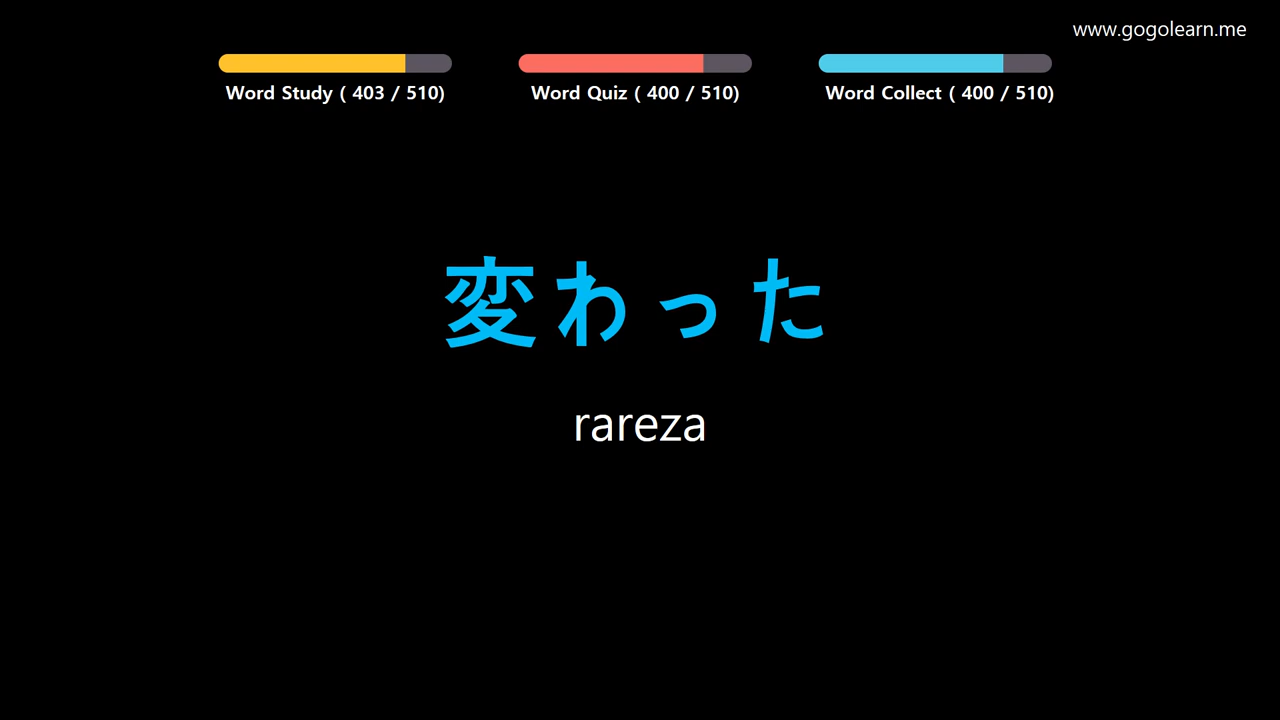 www.gogolearn.me
Word Study ( 403 / 510)
Word Quiz ( 400 / 510)
Word Collect ( 400 / 510)
変わった
rareza